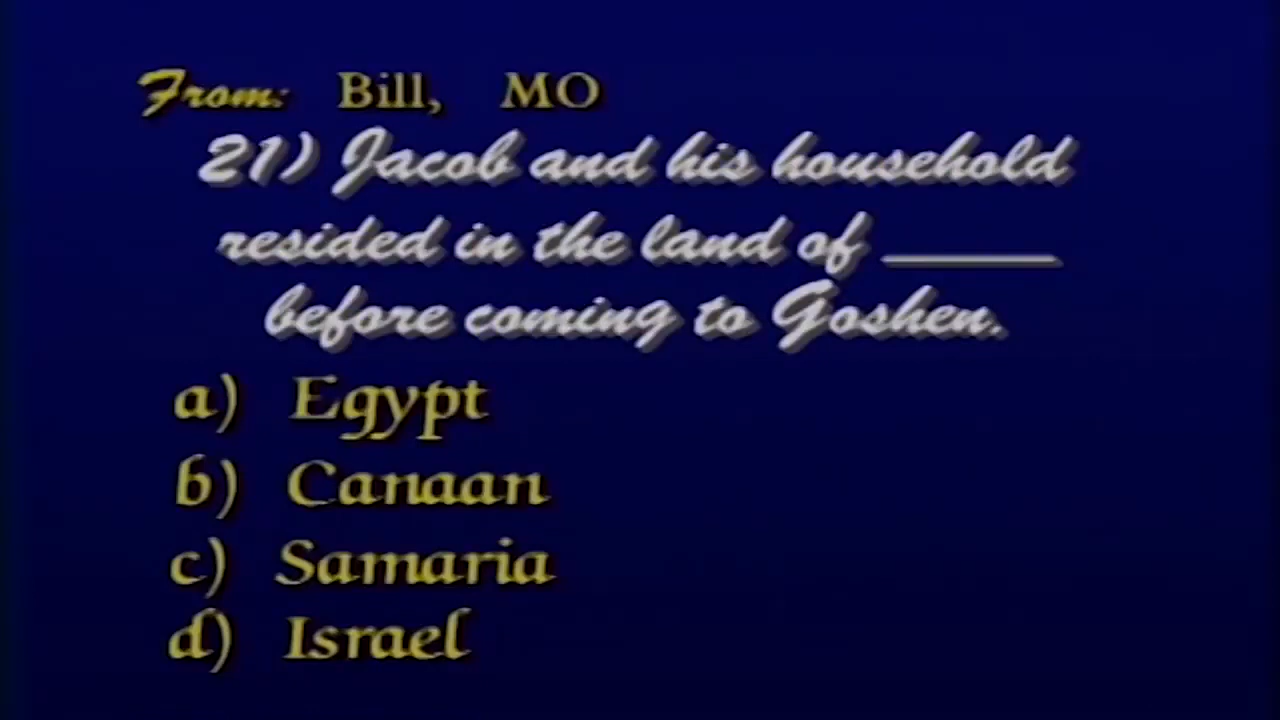 From: Bill, MO
21) Jacob and his household
resided in the land of ______
before coming to Goshen.
a) Egypt
b) Canaan
c) Samaria
d) Israel